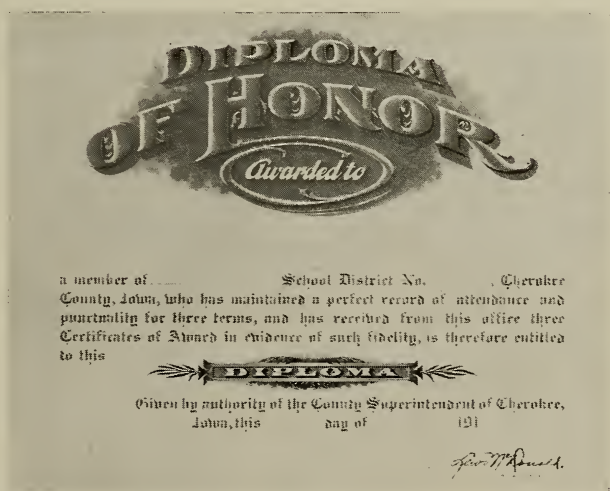 DIPLOMA
OF HONOR
Awarded to
a member of School District No. , Cherokee
County, Iowa, who has maintained a perfect record of attendance and
punctuality for three terms, and has received from this office three
Certificates of Award in evidence of such fidelity, is therefore entitled
to this
DIPLOMA
Given by authority of the County Superintendent of Cherokee,
Iowa, this day of 191
McDonald.